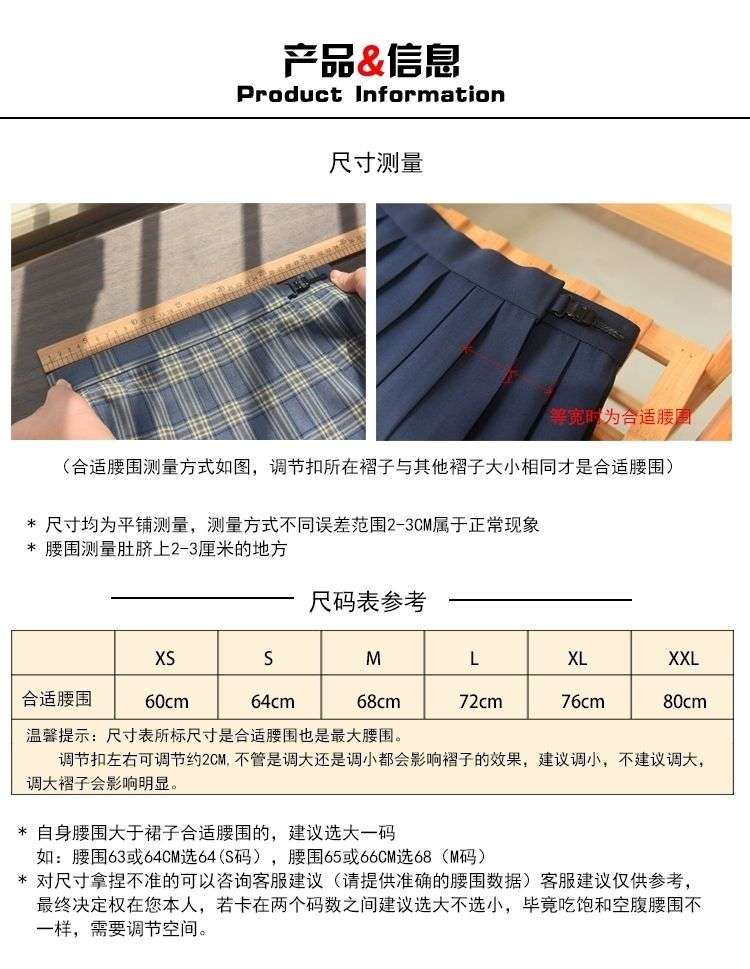 产品&信息
Product Information
尺寸测量
等宽时为合适腰围
（合适腰围测量方式如图，调节扣所在褶子与其他褶子大小相同才是合适腰围）
* 尺寸均为平铺测量，测量方式不同误差范围2-3CM属于正常现象
* 腰围测量肚脐上2-3厘米的地方
尺码表参考
XS S M L XL XXL
合适腰围 60cm 64cm 68cm 72cm 76cm 80cm
温馨提示：尺寸表所标尺寸是合适腰围也是最大腰围。
调节扣左右可调节约2CM,不管是调大还是调小都会影响褶子的效果，建议调小，不建议调大，
调大褶子会影响明显。
* 自身腰围大于裙子合适腰围的，建议选大一码
如：腰围63或64CM选64(S码），腰围65或66CM选68（M码）
* 对尺寸拿捏不准的可以咨询客服建议（请提供准确的腰围数据）客服建议仅供参考，
最终决定权在您本人，若卡在两个码数之间建议选大不选小，毕竟吃饱和空腹腰围不
一样，需要调节空间。